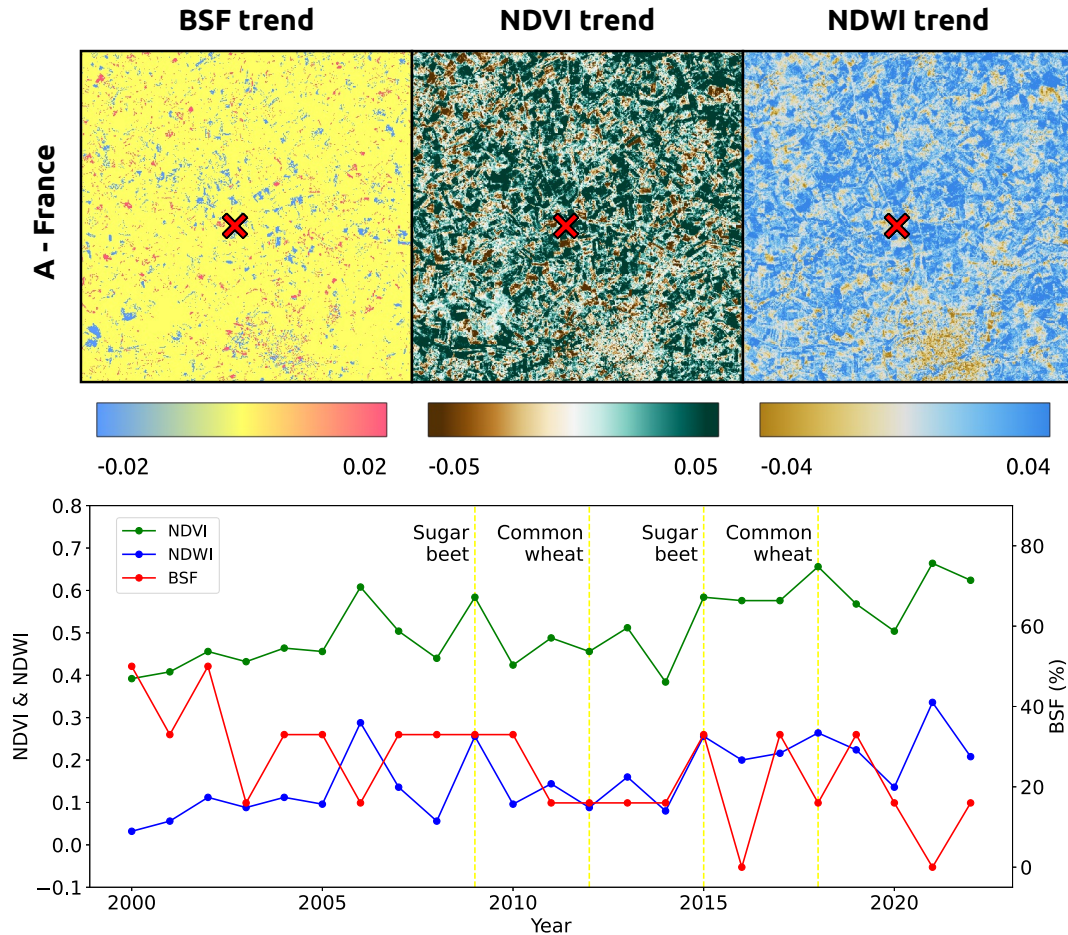 BSF trend
NDVI trend
NDWI trend
A - France
-0.02
0.02
-0.05
0.05
-0.04
0.04
NDVI
NDWI
BSF
Sugar
beet
Common
wheat
Sugar
beet
Common
wheat
0.8
0.7
0.6
0.5
0.4
0.3
0.2
0.1
0.0
−0.1
NDVI & NDWI
80
60
40
20
0
BSF (%)
2000
2005
2010
2015
2020
Year